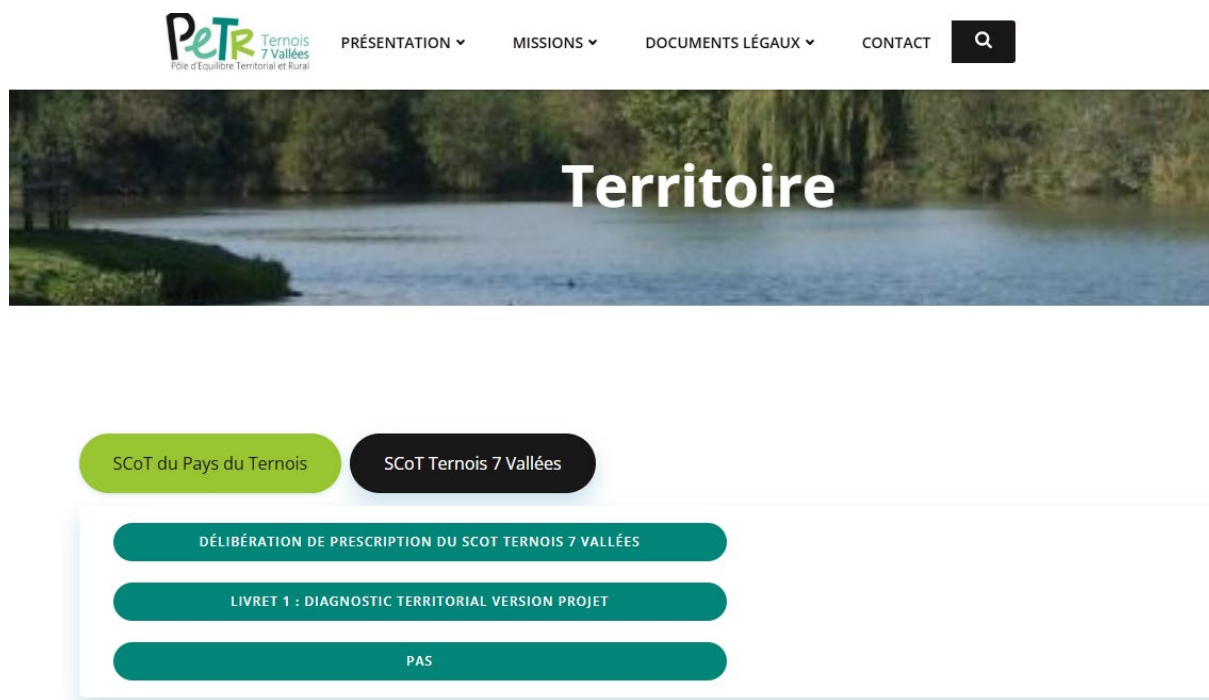 PeTR Ternois
7 Vallées
Pôle d'Equilibre Territorial et Rural
PRÉSENTATION
MISSIONS
DOCUMENTS LÉGAUX
CONTACT
Territoire
SCoT du Pays du Ternois
SCoT Ternois 7 Vallées
DÉLIBÉRATION DE PRESCRIPTION DU SCOT TERNOIS 7 VALLÉES
LIVRET 1 : DIAGNOSTIC TERRITORIAL VERSION PROJET
PAS